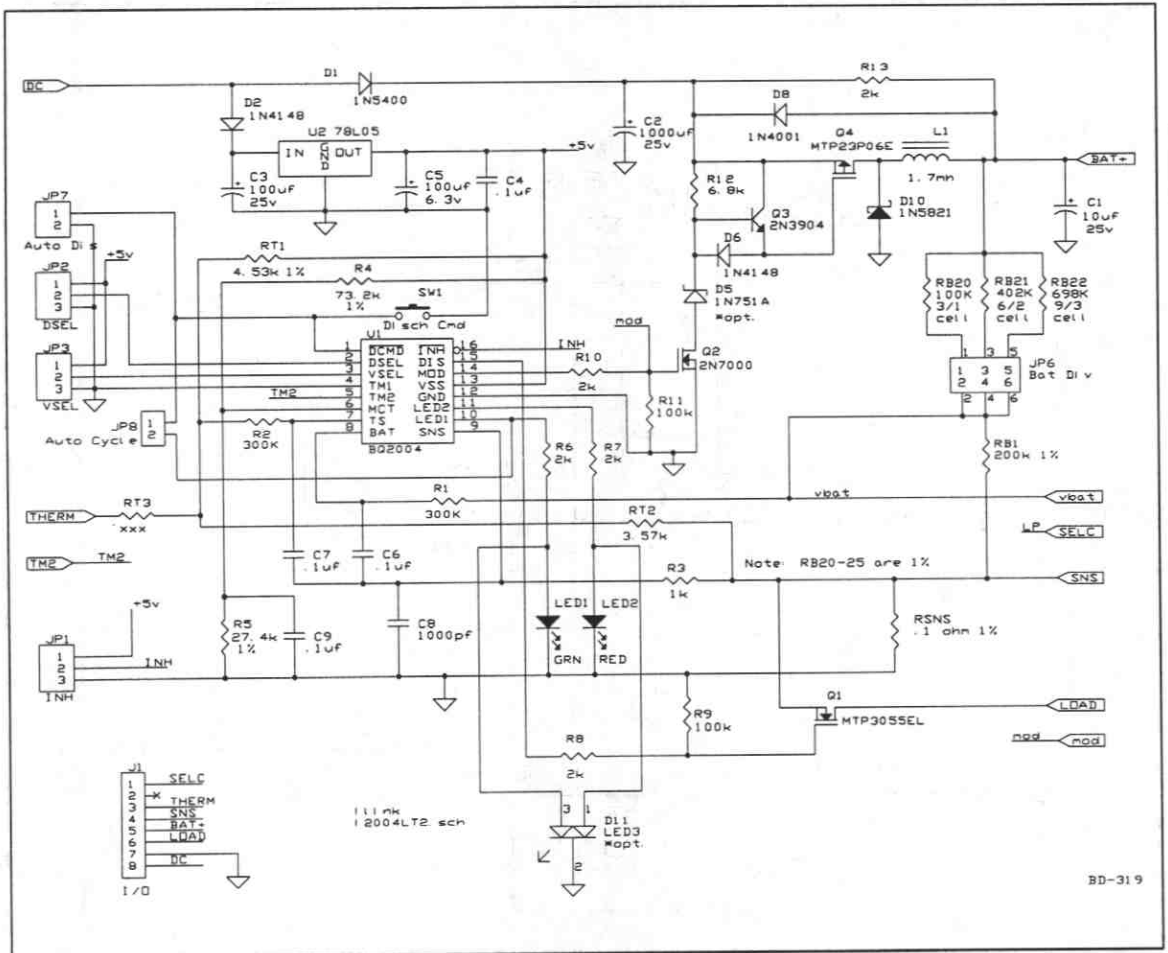 DC
D1
1N5400
D2
1N4148
U2 78L05
IN GND OUT
C3
100uf
25v
C5
100uf
6.3v
C4
.1uf
+5v
C2
1000uf
25v
R13
2k
D8
1N4001
Q4
MTP23P06E
L1
1.7mh
BAT+
R12
6.8k
Q3
2N3904
D6
1N4148
D10
1N5821
C1
10uf
25v
D5
1N751A
*opt.
JP7
1
2
Auto Dis
JP2
+5v
1
2
3
DSEL
JP3
1
2
3
VSEL
JP8
1
2
Auto Cycle
RT1
4.53k 1%
R4
73.2k
1%
SW1
Disch Cmd
U1
1 DCMD INH 16
2 DSEL DIS 15
3 VSEL MOD 14
4 TM1 VSS 13
5 TM2 GND 12
6 MCT LED2 11
7 TS LED1 10
8 BAT SNS 9
BQ2004
TM2
INH
R10
2k
mod
Q2
2N7000
R11
100k
RB20
100K
3/1
cell
RB21
402K
6/2
cell
RB22
698K
9/3
cell
1 3 5
1 3 5
2 4 6
2 4 6
JP6
Bat Div
R2
300K
R6
2k
R7
2k
RB1
200k 1%
R1
300K
vbat
vbat
THERM
RT3
xxx
RT2
3.57k
LP
SELC
TM2
TM2
C7
.1uf
C6
.1uf
R3
1k
Note: RB20-25 are 1%
SNS
+5v
JP1
1
2
3
INH
INH
R5
27.4k
1%
C9
.1uf
C8
1000pf
LED1
GRN
LED2
RED
RSNS
.1 ohm 1%
R9
100k
Q1
MTP3055EL
LOAD
mod
mod
R8
2k
J1
1 SELC
2
3 THERM
4 SNS
5 BAT+
6 LOAD
7
8 DC
I/O
|link
|2004LT2.sch
3 1
D11
LED3
*opt.
2
BD-319